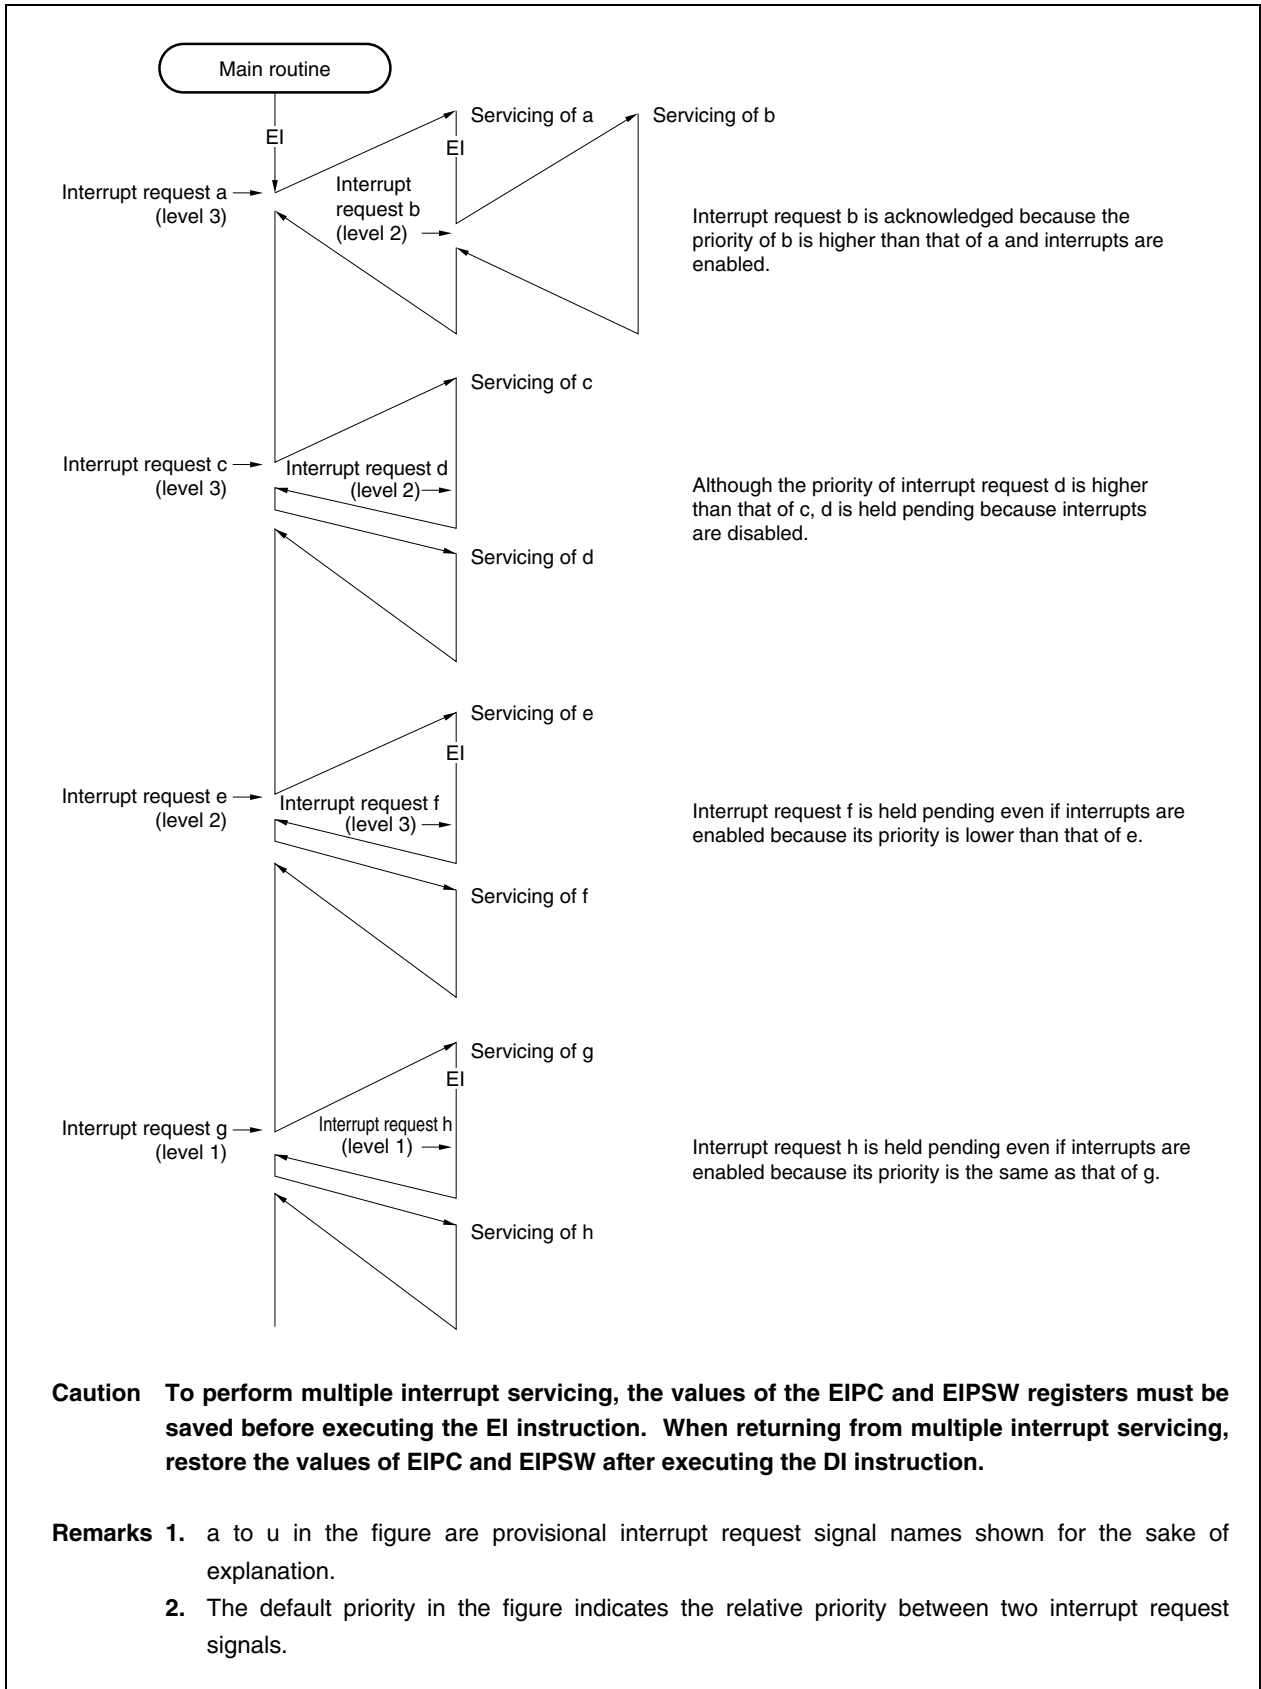 Main routine
EI
Servicing of a
Servicing of b
EI
Interrupt request a
(level 3)
Interrupt
request b
(level 2)
Interrupt request b is acknowledged because the
priority of b is higher than that of a and interrupts are
enabled.
Servicing of c
Interrupt request c
(level 3)
Interrupt request d
(level 2)
Although the priority of interrupt request d is higher
than that of c, d is held pending because interrupts
are disabled.
Servicing of d
Servicing of e
EI
Interrupt request e
(level 2)
Interrupt request f
(level 3)
Interrupt request f is held pending even if interrupts are
enabled because its priority is lower than that of e.
Servicing of f
Servicing of g
EI
Interrupt request g
(level 1)
Interrupt request h
(level 1)
Interrupt request h is held pending even if interrupts are
enabled because its priority is the same as that of g.
Servicing of h
Caution To perform multiple interrupt servicing, the values of the EIPC and EIPSW registers must be
saved before executing the EI instruction. When returning from multiple interrupt servicing,
restore the values of EIPC and EIPSW after executing the DI instruction.
Remarks 1. a to u in the figure are provisional interrupt request signal names shown for the sake of
explanation.
2. The default priority in the figure indicates the relative priority between two interrupt request
signals.